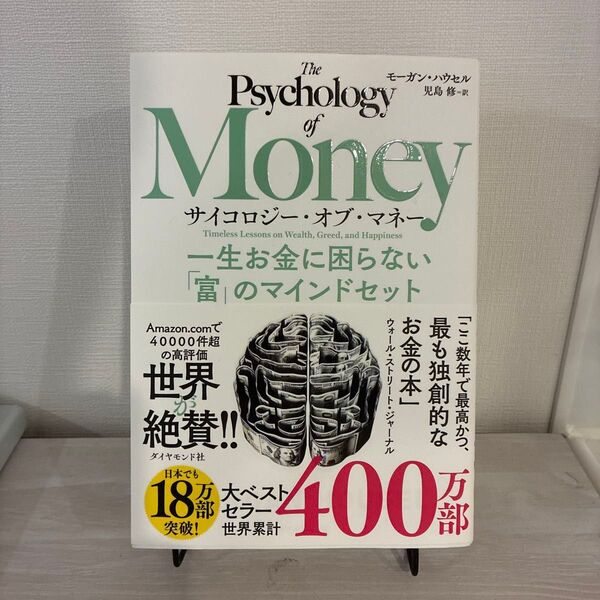 The
Psychology
of
Money
モーガン・ハウセル
児島 修=訳
サイコロジー・オブ・マネー
Timeless Lessons on Wealth, Greed, and Happiness
一生お金に困らない
「富」のマインドセット
Amazon.comで
40000件超
の高評価
世界
が
絶賛!!
ダイヤモンド社
「ここ数年で最高かつ、
最も独創的な
お金の本」
ウォール・ストリート・ジャーナル
日本でも
18万部
突破!
大ベスト
セラー
世界累計
400万部